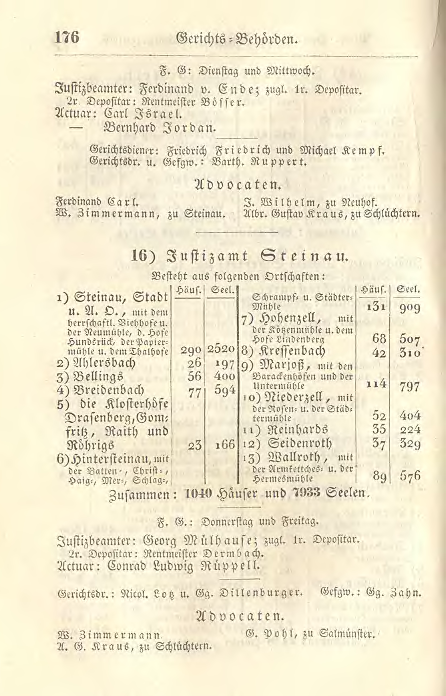 176
Gerichts=Behörden.
F. G: Dienstag und Mittwoch.
Justizbeamter: Ferdinand v. Ende; zugl. 1r. Depositar.
2r. Depositar: Rentmeister Bösser.
Actuar: Carl Israel.
— Bernhard Jordan.
Gerichtsdiener: Friedrich Friedrich und Michael Kempf.
Gerichtsdr. u. Gefgw.: Barth. Ruppert.
Advocaten.
Ferdinand Carl.
W. Zimmermann, zu Steinau.
J. Wilhelm, zu Neuhof.
Albr. Gustav Kraus, zu Schlüchtern.
16) Justizamt Steinau.
Besteht aus folgenden Ortschaften:
Häus. Seel.
1) Steinau, Stadt
u. A. O., mit dem
herrschaftl. Viehhofe u.
der Neumühle, d. Hofe
Hundsrück, der Papier=
mühle u. dem Thalhofe 290 2520
2) Ahlersbach 26 197
3) Bellings 56 400
4) Breidenbach 77 594
5) die Klosterhöfe
Drasenberg, Gom=
fritz, Raith und
Röhrigs 23 166
6) Hintersteinau, mit
der Batten=, Christ=,
Haig=, Mer=, Schlag=,
Häus. Seel.
Schrampf= u. Städter=
Mühle 131 909
7) Hohenzell, mit
der Kötzenmühle u. dem
Hofe Lindenberg 68 507
8) Kressenbach 42 310
9) Marjoß, mit den
Barackenhöfen und der
Untermühle 114 797
10) Niederzell, mit
der Rosen= u. der Städ=
termühle 52 404
11) Reinhards 35 224
12) Seidenroth 37 329
13) Wallroth, mit
der Armkettches= u. der
Hermesmühle 89 576
Zusammen: 1040 Häuser und 7933 Seelen.
F. G.: Donnerstag und Freitag.
Justizbeamter: Georg Mülhause; zugl. 1r. Depositar.
2r. Depositar: Rentmeister Dermbach.
Actuar: Conrad Ludwig Rüppell.
Gerichtsdr.: Nicol. Lotz u. Gg. Dillenburger. Gefgw.: Gg. Zahn.
Advocaten.
W. Zimmermann
A. G. Kraus, zu Schlüchtern.
G. Pohl, zu Salmünster.